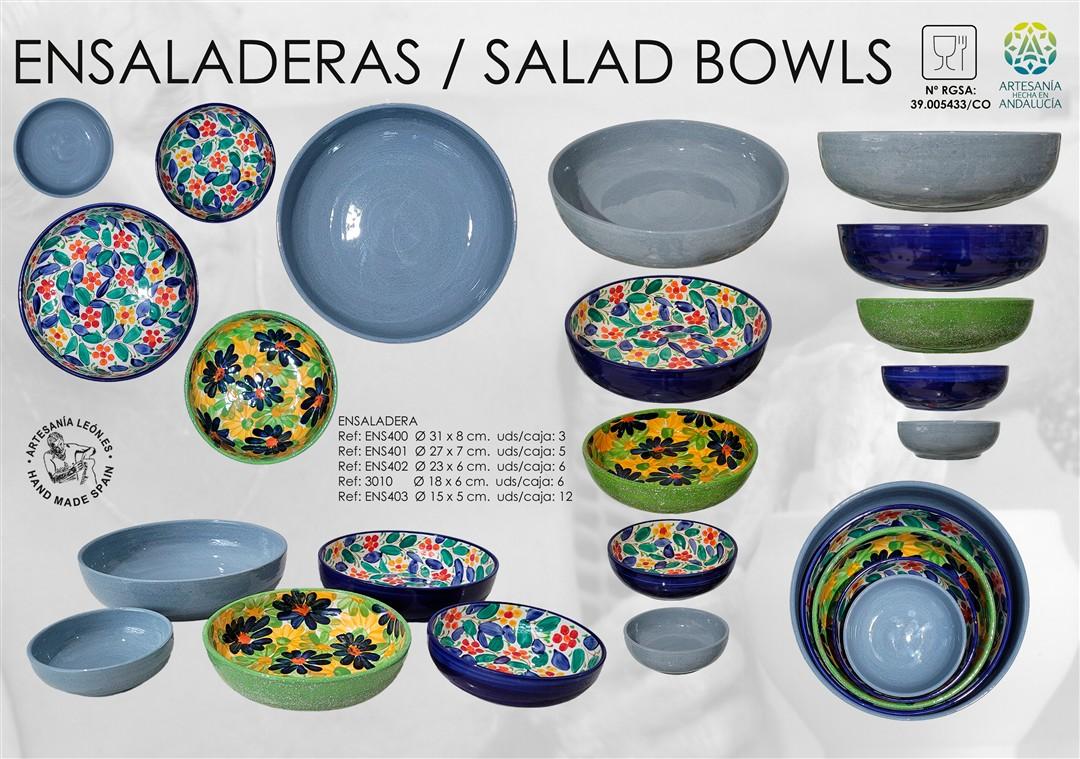 ENSALADERAS / SALAD BOWLS
Nº RGSA:
39.005433/CO
ARTESANÍA
HECHA EN
ANDALUCÍA
ENSALADERA
Ref: ENS400 Ø 31 x 8 cm. uds/caja: 3
Ref: ENS401 Ø 27 x 7 cm. uds/caja: 5
Ref: ENS402 Ø 23 x 6 cm. uds/caja: 6
Ref: 3010 Ø 18 x 6 cm. uds/caja: 6
Ref: ENS403 Ø 15 x 5 cm. uds/caja: 12
· ARTESANÍA LEÓN.ES ·
HAND MADE SPAIN